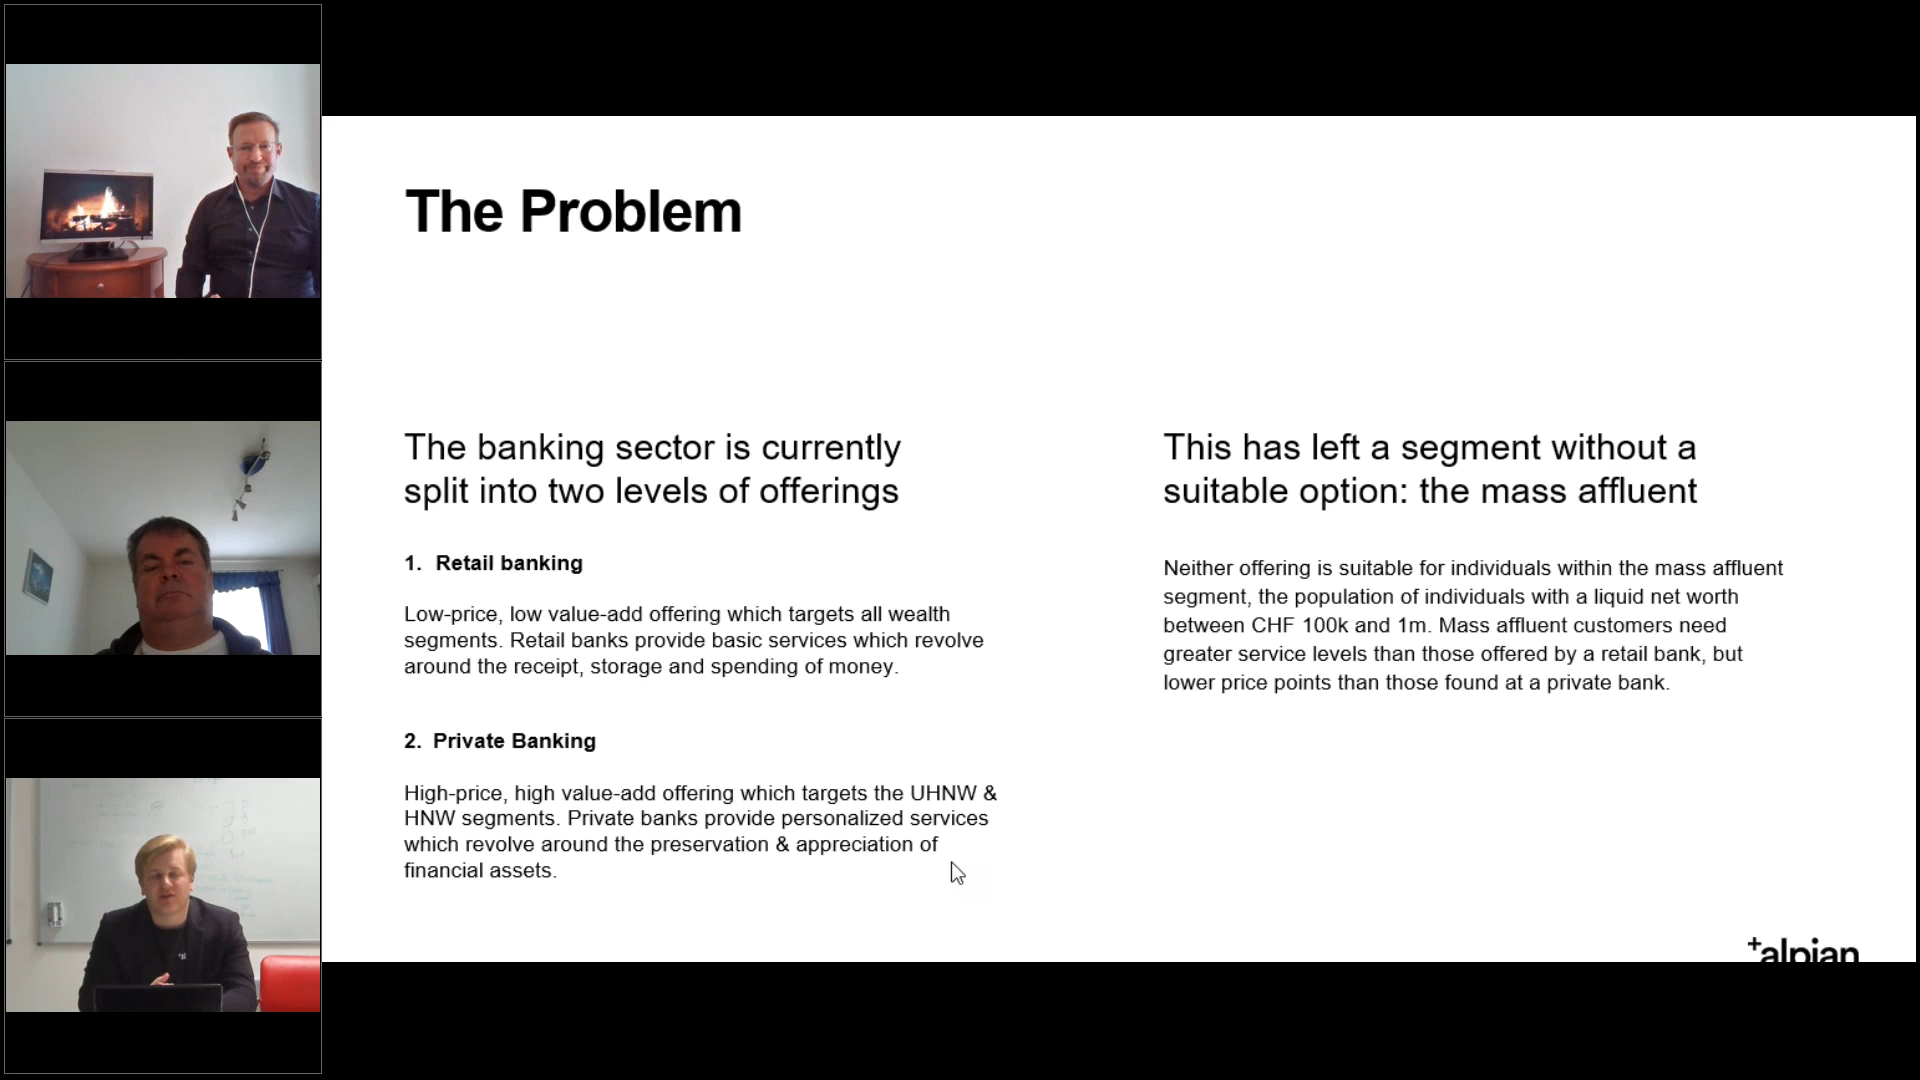 The Problem
The banking sector is currently
split into two levels of offerings
1. Retail banking
Low-price, low value-add offering which targets all wealth
segments. Retail banks provide basic services which revolve
around the receipt, storage and spending of money.
2. Private Banking
High-price, high value-add offering which targets the UHNW &
HNW segments. Private banks provide personalized services
which revolve around the preservation & appreciation of
financial assets.
This has left a segment without a
suitable option: the mass affluent
Neither offering is suitable for individuals within the mass affluent
segment, the population of individuals with a liquid net worth
between CHF 100k and 1m. Mass affluent customers need
greater service levels than those offered by a retail bank, but
lower price points than those found at a private bank.
+alpian